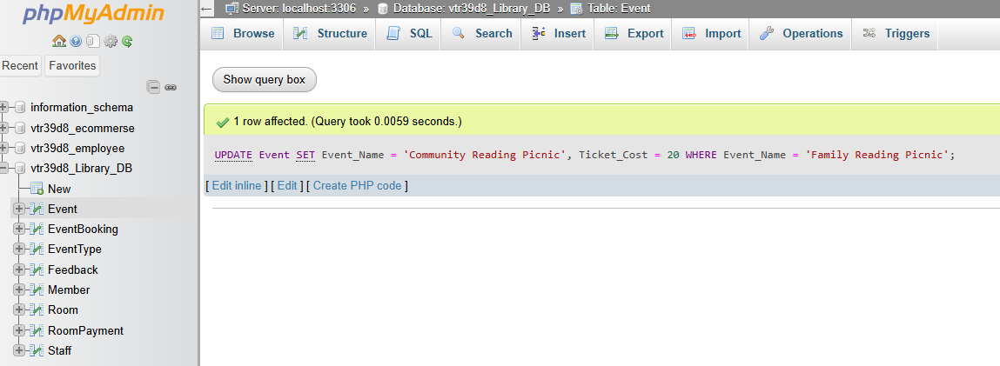 phpMyAdmin
Recent Favorites
information_schema
vtr39d8_ecommerse
vtr39d8_employee
vtr39d8_Library_DB
New
Event
EventBooking
EventType
Feedback
Member
Room
RoomPayment
Staff
Server: localhost:3306 » Database: vtr39d8_Library_DB » Table: Event
Browse Structure SQL Search Insert Export Import Operations Triggers
Show query box
1 row affected. (Query took 0.0059 seconds.)
UPDATE Event SET Event_Name = 'Community Reading Picnic', Ticket_Cost = 20 WHERE Event_Name = 'Family Reading Picnic';
[ Edit inline ] [ Edit ] [ Create PHP code ]